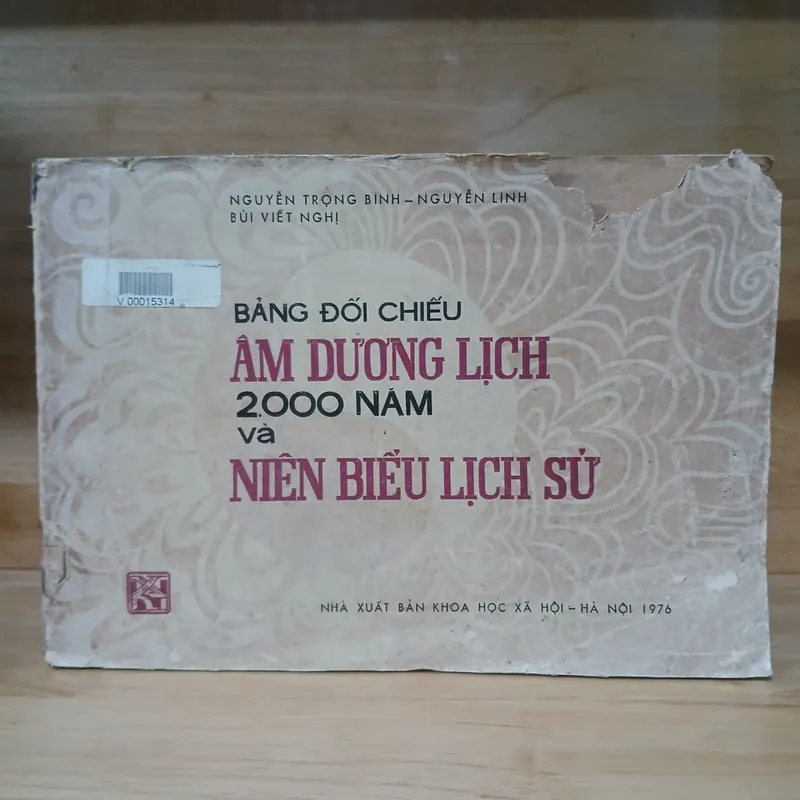 NGUYỄN TRỌNG BỈNH – NGUYỄN LINH
BÙI VIẾT NGHỊ
V 00015314
BẢNG ĐỐI CHIẾU
ÂM DƯƠNG LỊCH
2.000 NĂM
và
NIÊN BIỂU LỊCH SỬ
NHÀ XUẤT BẢN KHOA HỌC XÃ HỘI – HÀ NỘI 1976